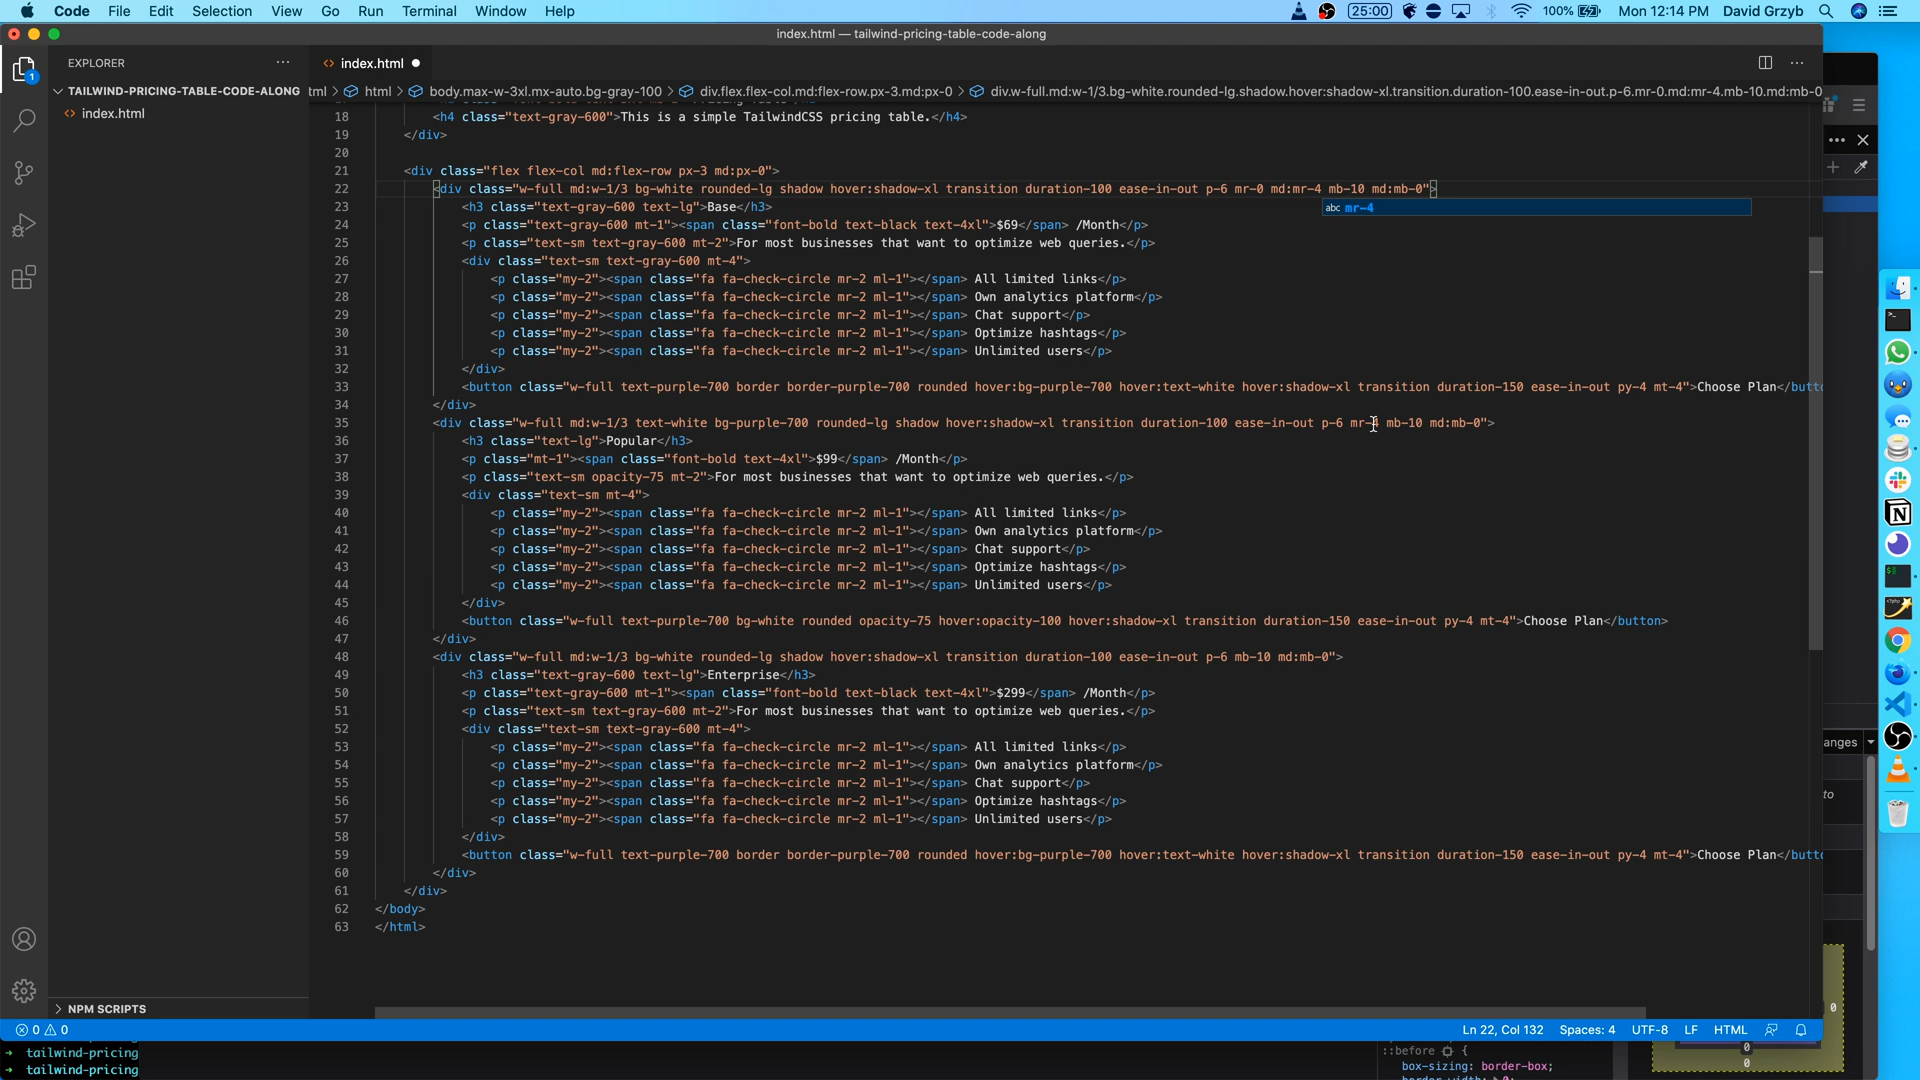 Code File Edit Selection View Go Run Terminal Window Help
25:00
100%
Mon 12:14 PM David Grzyb
index.html — tailwind-pricing-table-code-along
EXPLORER
TAILWIND-PRICING-TABLE-CODE-ALONG
<> index.html
NPM SCRIPTS
1
<> index.html
tml > html > body.max-w-3xl.mx-auto.bg-gray-100 > div.flex.flex-col.md:flex-row.px-3.md:px-0 > div.w-full.md:w-1/3.bg-white.rounded-lg.shadow.hover:shadow-xl.transition.duration-100.ease-in-out.p-6.mr-0.md:mr-4.mb-10.md:mb-0
18 <h4 class="text-gray-600">This is a simple TailwindCSS pricing table.</h4>
19 </div>
20
21 <div class="flex flex-col md:flex-row px-3 md:px-0">
22 <div class="w-full md:w-1/3 bg-white rounded-lg shadow hover:shadow-xl transition duration-100 ease-in-out p-6 mr-0 md:mr-4 mb-10 md:mb-0">
abc mr-4
23 <h3 class="text-gray-600 text-lg">Base</h3>
24 <p class="text-gray-600 mt-1"><span class="font-bold text-black text-4xl">$69</span> /Month</p>
25 <p class="text-sm text-gray-600 mt-2">For most businesses that want to optimize web queries.</p>
26 <div class="text-sm text-gray-600 mt-4">
27 <p class="my-2"><span class="fa fa-check-circle mr-2 ml-1"></span> All limited links</p>
28 <p class="my-2"><span class="fa fa-check-circle mr-2 ml-1"></span> Own analytics platform</p>
29 <p class="my-2"><span class="fa fa-check-circle mr-2 ml-1"></span> Chat support</p>
30 <p class="my-2"><span class="fa fa-check-circle mr-2 ml-1"></span> Optimize hashtags</p>
31 <p class="my-2"><span class="fa fa-check-circle mr-2 ml-1"></span> Unlimited users</p>
32 </div>
33 <button class="w-full text-purple-700 border border-purple-700 rounded hover:bg-purple-700 hover:text-white hover:shadow-xl transition duration-150 ease-in-out py-4 mt-4">Choose Plan</butto
34 </div>
35 <div class="w-full md:w-1/3 text-white bg-purple-700 rounded-lg shadow hover:shadow-xl transition duration-100 ease-in-out p-6 mr-4 mb-10 md:mb-0">
36 <h3 class="text-lg">Popular</h3>
37 <p class="mt-1"><span class="font-bold text-4xl">$99</span> /Month</p>
38 <p class="text-sm opacity-75 mt-2">For most businesses that want to optimize web queries.</p>
39 <div class="text-sm mt-4">
40 <p class="my-2"><span class="fa fa-check-circle mr-2 ml-1"></span> All limited links</p>
41 <p class="my-2"><span class="fa fa-check-circle mr-2 ml-1"></span> Own analytics platform</p>
42 <p class="my-2"><span class="fa fa-check-circle mr-2 ml-1"></span> Chat support</p>
43 <p class="my-2"><span class="fa fa-check-circle mr-2 ml-1"></span> Optimize hashtags</p>
44 <p class="my-2"><span class="fa fa-check-circle mr-2 ml-1"></span> Unlimited users</p>
45 </div>
46 <button class="w-full text-purple-700 bg-white rounded opacity-75 hover:opacity-100 hover:shadow-xl transition duration-150 ease-in-out py-4 mt-4">Choose Plan</button>
47 </div>
48 <div class="w-full md:w-1/3 bg-white rounded-lg shadow hover:shadow-xl transition duration-100 ease-in-out p-6 mb-10 md:mb-0">
49 <h3 class="text-gray-600 text-lg">Enterprise</h3>
50 <p class="text-gray-600 mt-1"><span class="font-bold text-black text-4xl">$299</span> /Month</p>
51 <p class="text-sm text-gray-600 mt-2">For most businesses that want to optimize web queries.</p>
52 <div class="text-sm text-gray-600 mt-4">
53 <p class="my-2"><span class="fa fa-check-circle mr-2 ml-1"></span> All limited links</p>
54 <p class="my-2"><span class="fa fa-check-circle mr-2 ml-1"></span> Own analytics platform</p>
55 <p class="my-2"><span class="fa fa-check-circle mr-2 ml-1"></span> Chat support</p>
56 <p class="my-2"><span class="fa fa-check-circle mr-2 ml-1"></span> Optimize hashtags</p>
57 <p class="my-2"><span class="fa fa-check-circle mr-2 ml-1"></span> Unlimited users</p>
58 </div>
59 <button class="w-full text-purple-700 border border-purple-700 rounded hover:bg-purple-700 hover:text-white hover:shadow-xl transition duration-150 ease-in-out py-4 mt-4">Choose Plan</butto
60 </div>
61 </div>
62 </body>
63 </html>
anges
to
0
0 0
Ln 22, Col 132 Spaces: 4 UTF-8 LF HTML
→ tailwind-pricing
→ tailwind-pricing
::before {
box-sizing: border-box;
0
0